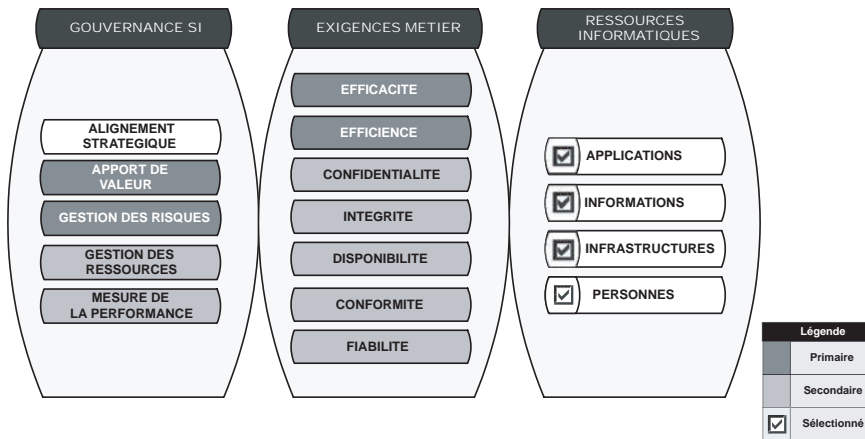 GOUVERNANCE SI
ALIGNEMENT
STRATEGIQUE
APPORT DE
VALEUR
GESTION DES RISQUES
GESTION DES
RESSOURCES
MESURE DE
LA PERFORMANCE
EXIGENCES METIER
EFFICACITE
EFFICIENCE
CONFIDENTIALITE
INTEGRITE
DISPONIBILITE
CONFORMITE
FIABILITE
RESSOURCES
INFORMATIQUES
APPLICATIONS
INFORMATIONS
INFRASTRUCTURES
PERSONNES
Légende
Primaire
Secondaire
Sélectionné